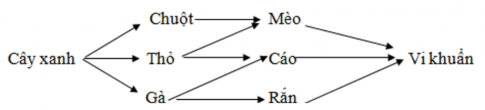 Chuột Mèo
Cây xanh Thỏ Cáo Vi khuẩn
Gà Rắn